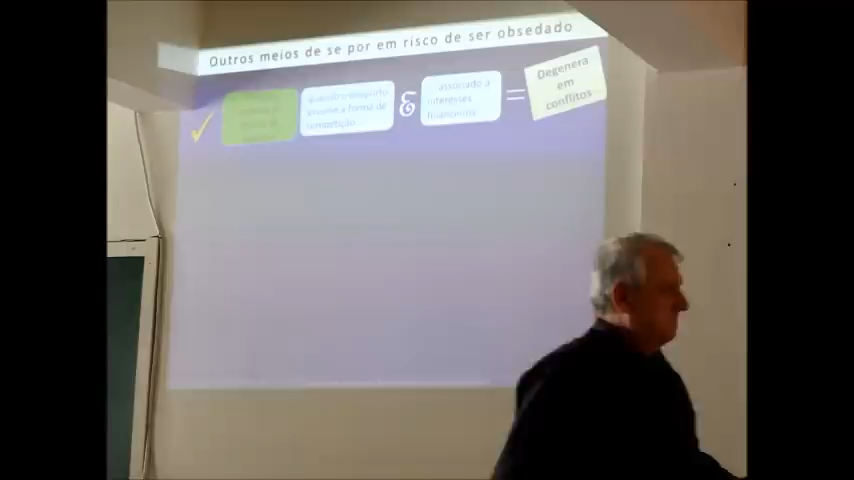 Outros meios de se por em risco de ser obsedado
quando o desporto
assume a forma de
competição
&
associado a
interesses
financeiros
=
Degenera
em
conflitos